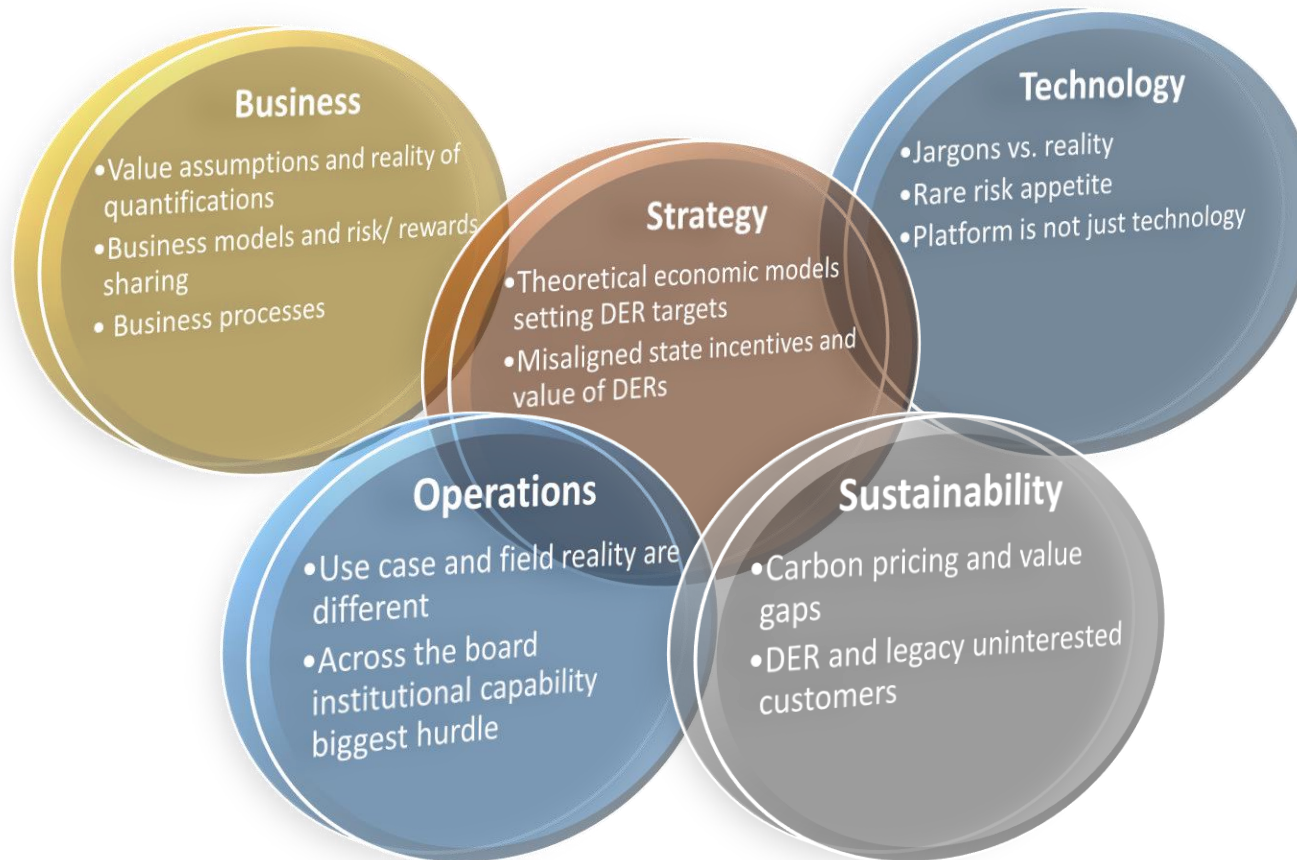 Business
•Value assumptions and reality of
quantifications
•Business models and risk/ rewards
sharing
• Business processes
Technology
•Jargons vs. reality
•Rare risk appetite
•Platform is not just technology
Strategy
•Theoretical economic models
setting DER targets
•Misaligned state incentives and
value of DERs
Operations
•Use case and field reality are
different
•Across the board
institutional capability
biggest hurdle
Sustainability
•Carbon pricing and value
gaps
•DER and legacy uninterested
customers